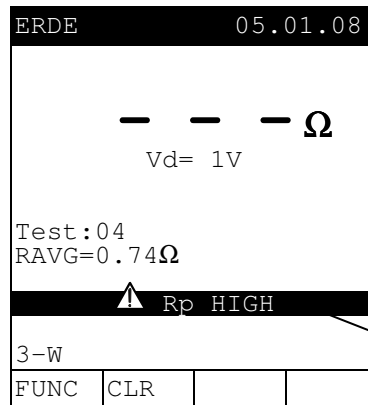 ERDE 05.01.08
– – – Ω
Vd= 1V
Test:04
RAVG=0.74Ω
⚠ Rp HIGH
3-W
FUNC CLR